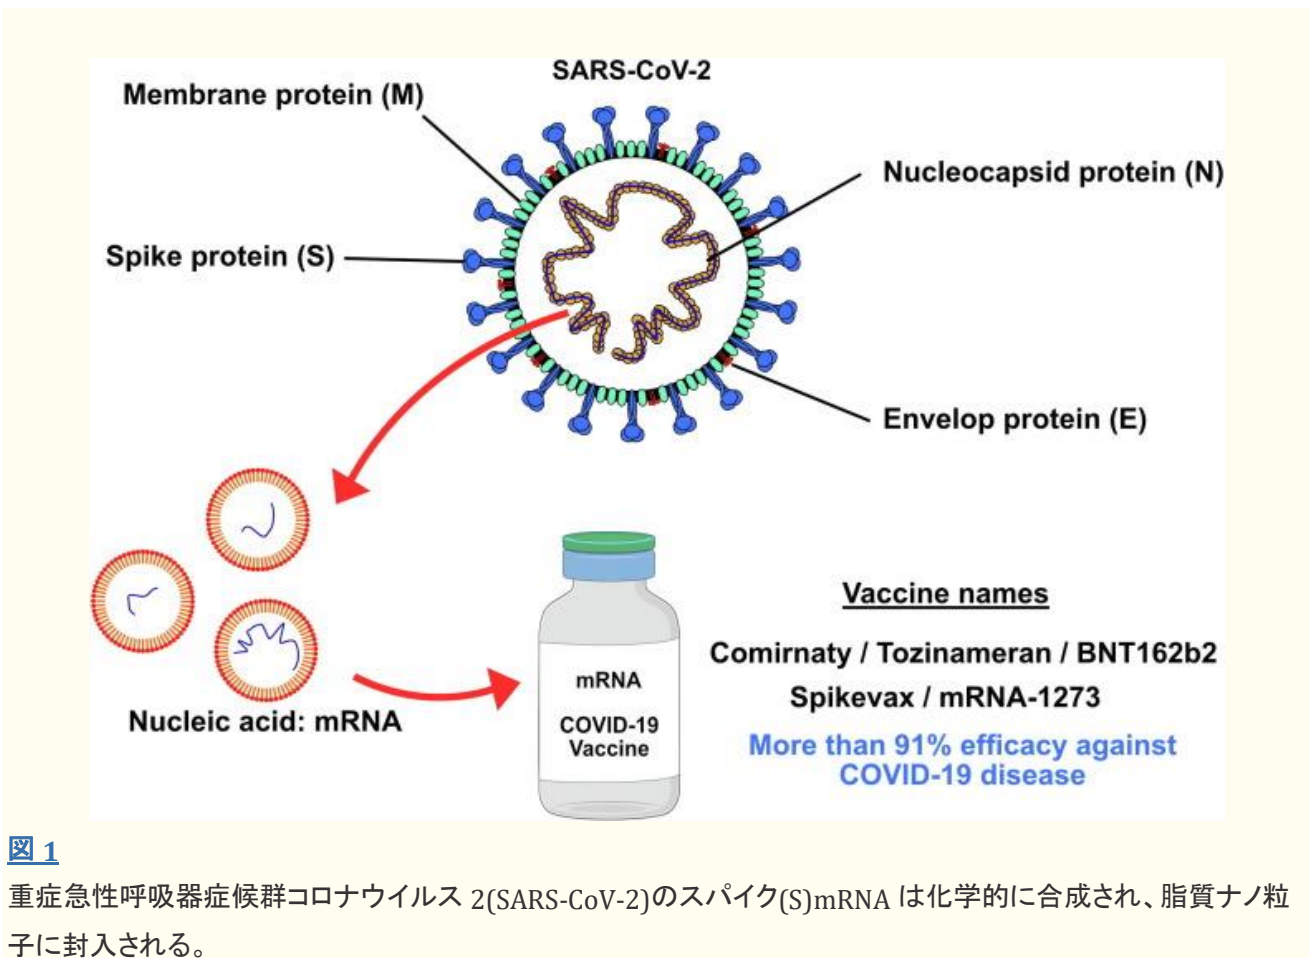 SARS-CoV-2
Membrane protein (M)
Nucleocapsid protein (N)
Spike protein (S)
Envelop protein (E)
Nucleic acid: mRNA
mRNA
COVID-19
Vaccine
Vaccine names
Comirnaty / Tozinameran / BNT162b2
Spikevax / mRNA-1273
More than 91% efficacy against
COVID-19 disease
図 1
重症急性呼吸器症候群コロナウイルス 2(SARS-CoV-2)のスパイク(S)mRNA は化学的に合成され、脂質ナノ粒
子に封入される。